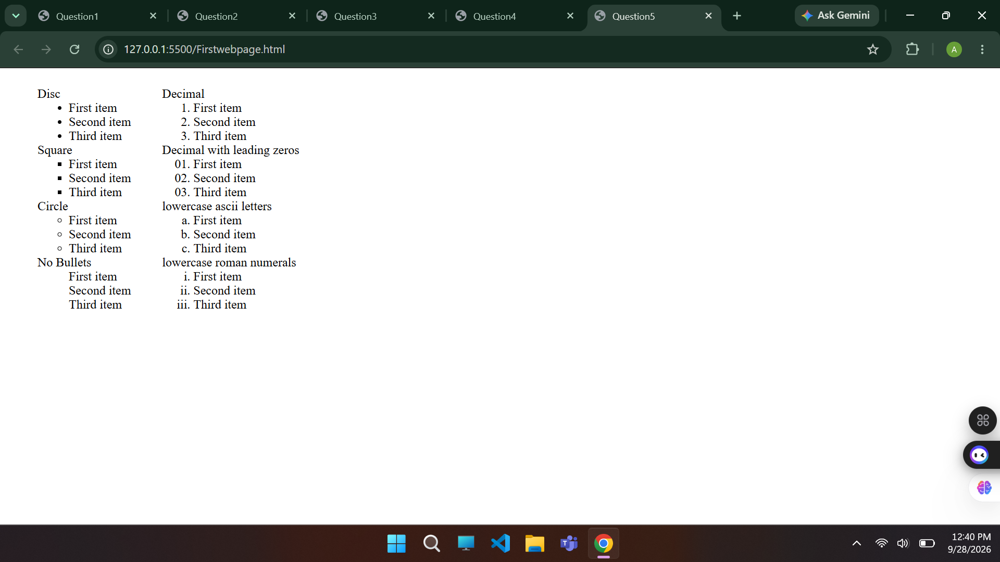 Question1
Question2
Question3
Question4
Question5
Ask Gemini
127.0.0.1:5500/Firstwebpage.html
A
Disc
• First item
• Second item
• Third item
Square
▪ First item
▪ Second item
▪ Third item
Circle
○ First item
○ Second item
○ Third item
No Bullets
First item
Second item
Third item
Decimal
1. First item
2. Second item
3. Third item
Decimal with leading zeros
01. First item
02. Second item
03. Third item
lowercase ascii letters
a. First item
b. Second item
c. Third item
lowercase roman numerals
i. First item
ii. Second item
iii. Third item
T
12:40 PM
9/28/2026